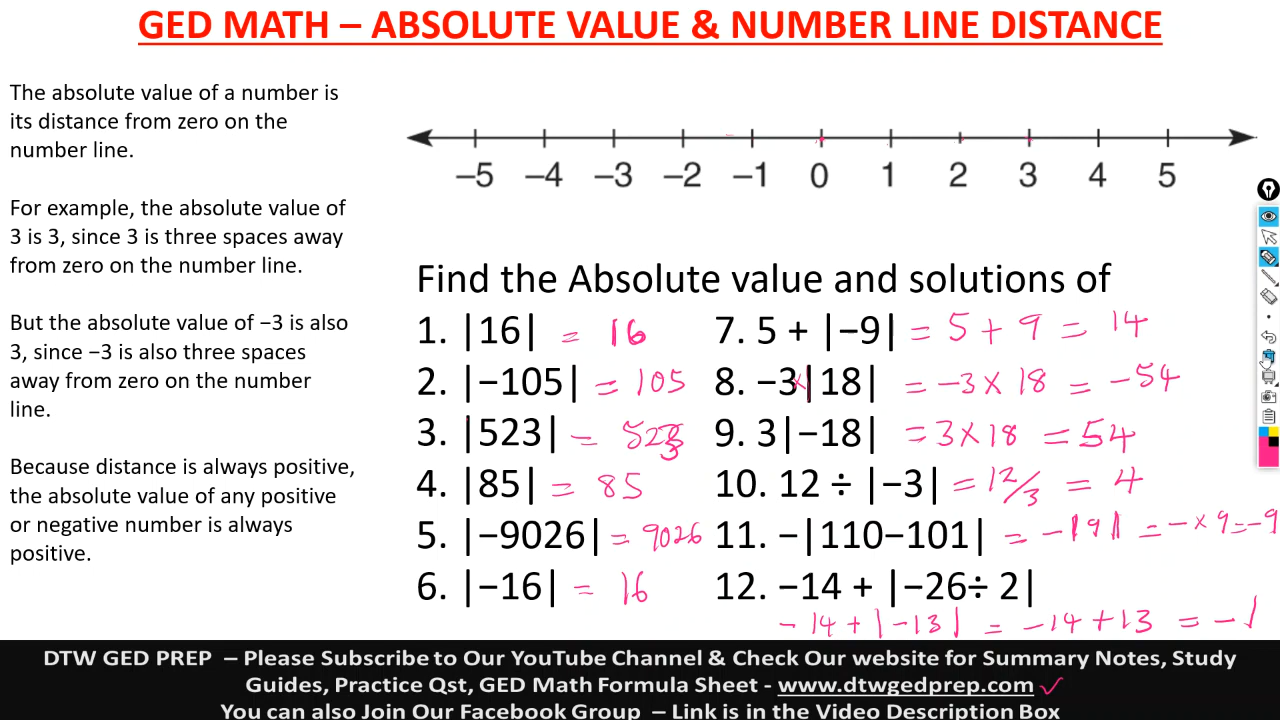 GED MATH – ABSOLUTE VALUE & NUMBER LINE DISTANCE
The absolute value of a number is
its distance from zero on the
number line.
For example, the absolute value of
3 is 3, since 3 is three spaces away
from zero on the number line.
But the absolute value of −3 is also
3, since −3 is also three spaces
away from zero on the number
line.
Because distance is always positive,
the absolute value of any positive
or negative number is always
positive.
–5 –4 –3 –2 –1 0 1 2 3 4 5
Find the Absolute value and solutions of
1. |16| = 16
2. |−105| = 105
3. |523| = 523
4. |85| = 85
5. |−9026| = 9026
6. |−16| = 16
7. 5 + |−9| = 5 + 9 = 14
8. −3×|18| = −3 × 18 = −54
9. 3|−18| = 3 × 18 = 54
10. 12 ÷ |−3| = 12/3 = 4
11. −|110−101| = −|9| = − × 9 = −9
12. −14 + |−26÷ 2|
− 14 + |−13| = −14 + 13 = −1
DTW GED PREP – Please Subscribe to Our YouTube Channel & Check Our website for Summary Notes, Study
Guides, Practice Qst, GED Math Formula Sheet - www.dtwgedprep.com ✓
You can also Join Our Facebook Group – Link is in the Video Description Box